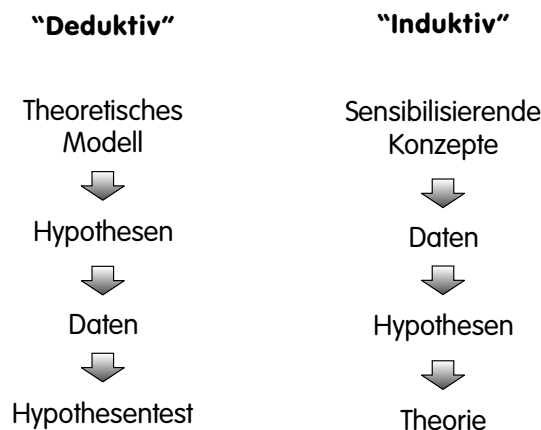 “Deduktiv”
Theoretisches
Modell
Hypothesen
Daten
Hypothesentest
“Induktiv”
Sensibilisierende
Konzepte
Daten
Hypothesen
Theorie